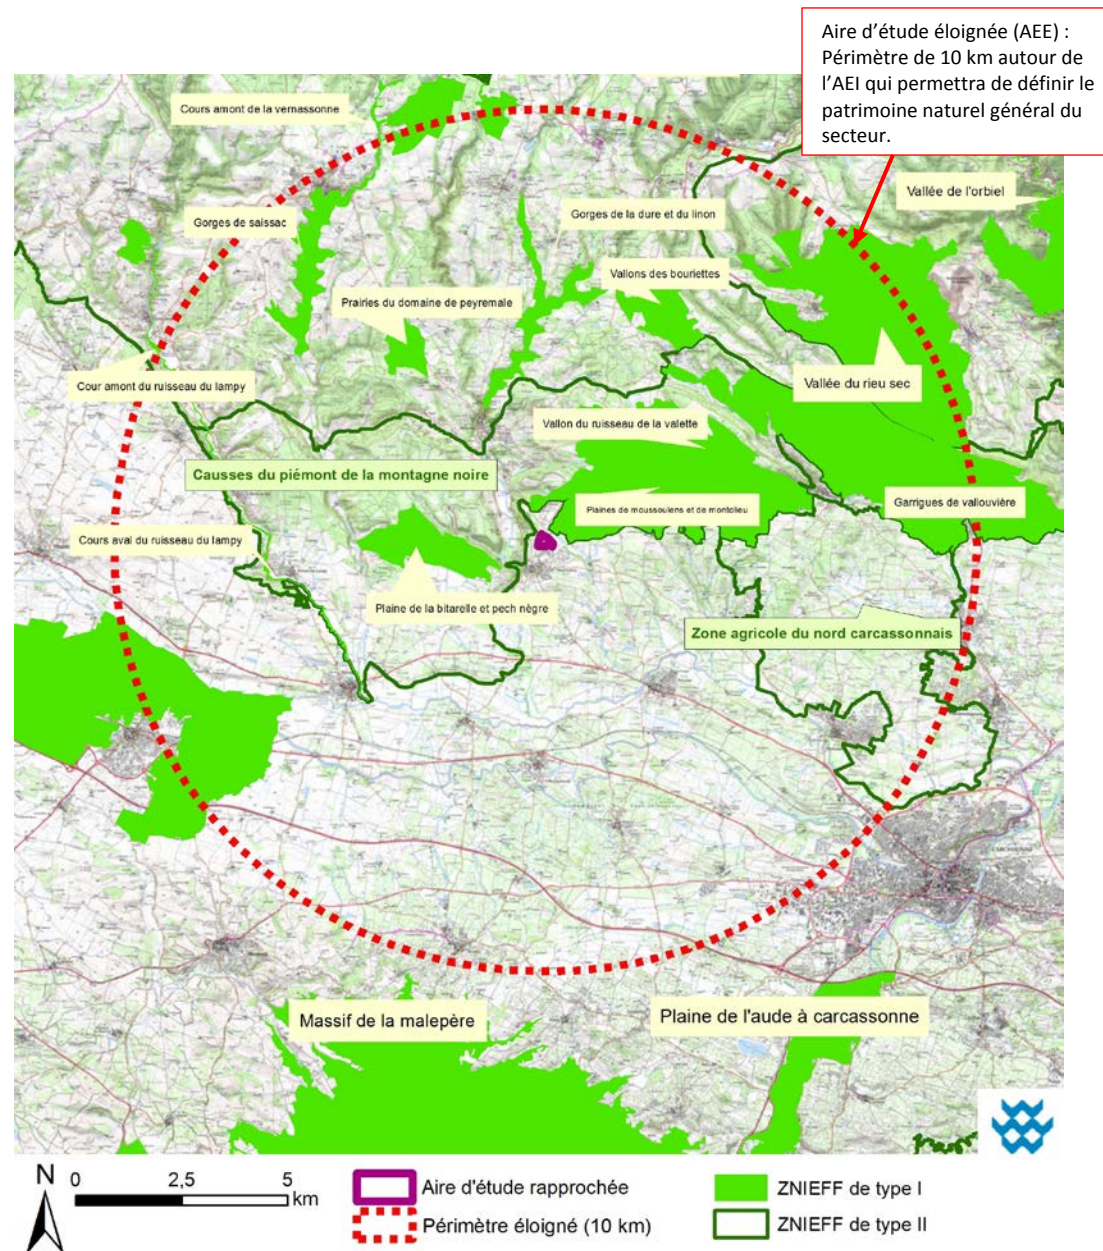 Aire d’étude éloignée (AEE) :
Périmètre de 10 km autour de
l’AEI qui permettra de définir le
patrimoine naturel général du
secteur.
Cours amont de la vernassonne
Vallée de l'orbiel
Gorges de saissac
Gorges de la dure et du linon
Vallons des bouriettes
Prairies du domaine de peyremale
Cour amont du ruisseau du lampy
Vallée du rieu sec
Vallon du ruisseau de la valette
Causses du piémont de la montagne noire
Plaines de moussoulens et de montolieu
Garrigues de vallouvière
Cours aval du ruisseau du lampy
Plaine de la bitarelle et pech nègre
Zone agricole du nord carcassonnais
Massif de la malepère
Plaine de l'aude à carcassonne
N
0 2,5 5
km
Aire d'étude rapprochée
Périmètre éloigné (10 km)
ZNIEFF de type I
ZNIEFF de type II